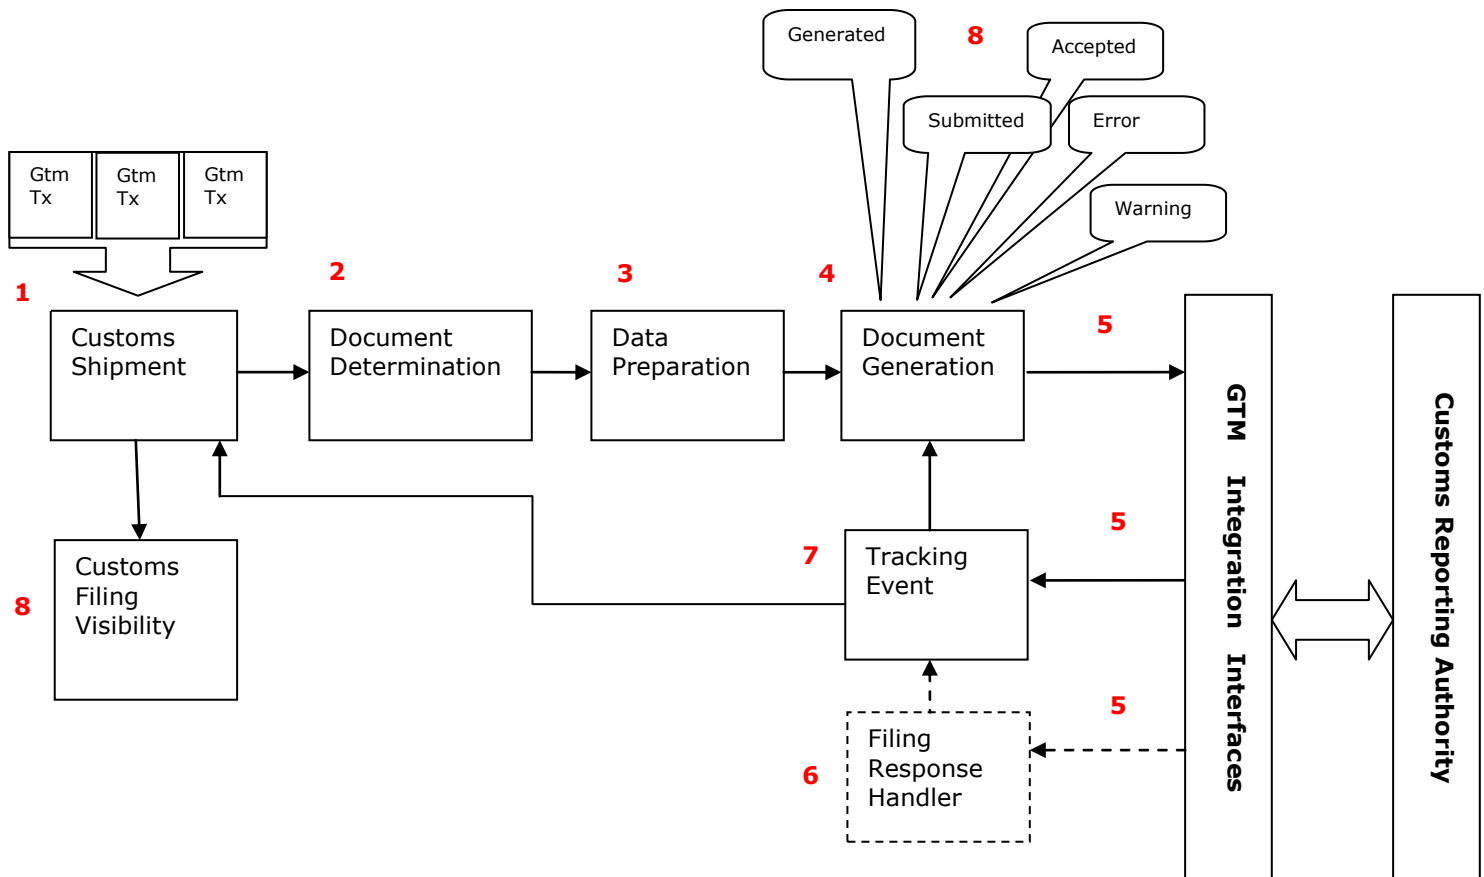 Generated
8
Accepted
Submitted
Error
Warning
Gtm
Tx
Gtm
Tx
Gtm
Tx
1
2
3
4
5
Customs
Shipment
Document
Determination
Data
Preparation
Document
Generation
GTM Integration Interfaces
Customs Reporting Authority
8
Customs
Filing
Visibility
7
Tracking
Event
5
6
Filing
Response
Handler
5